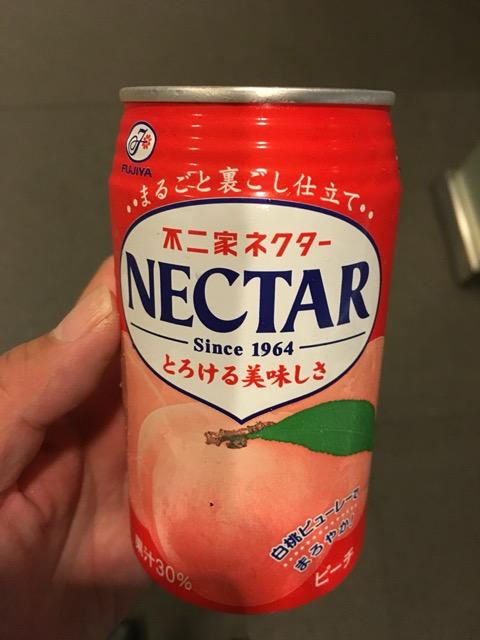 FUJIYA
まるごと裏ごし仕立て
不二家ネクター
NECTAR
Since 1964
とろける美味しさ
白桃ピューレーで
まろやか♪
果汁30%
ピーチ